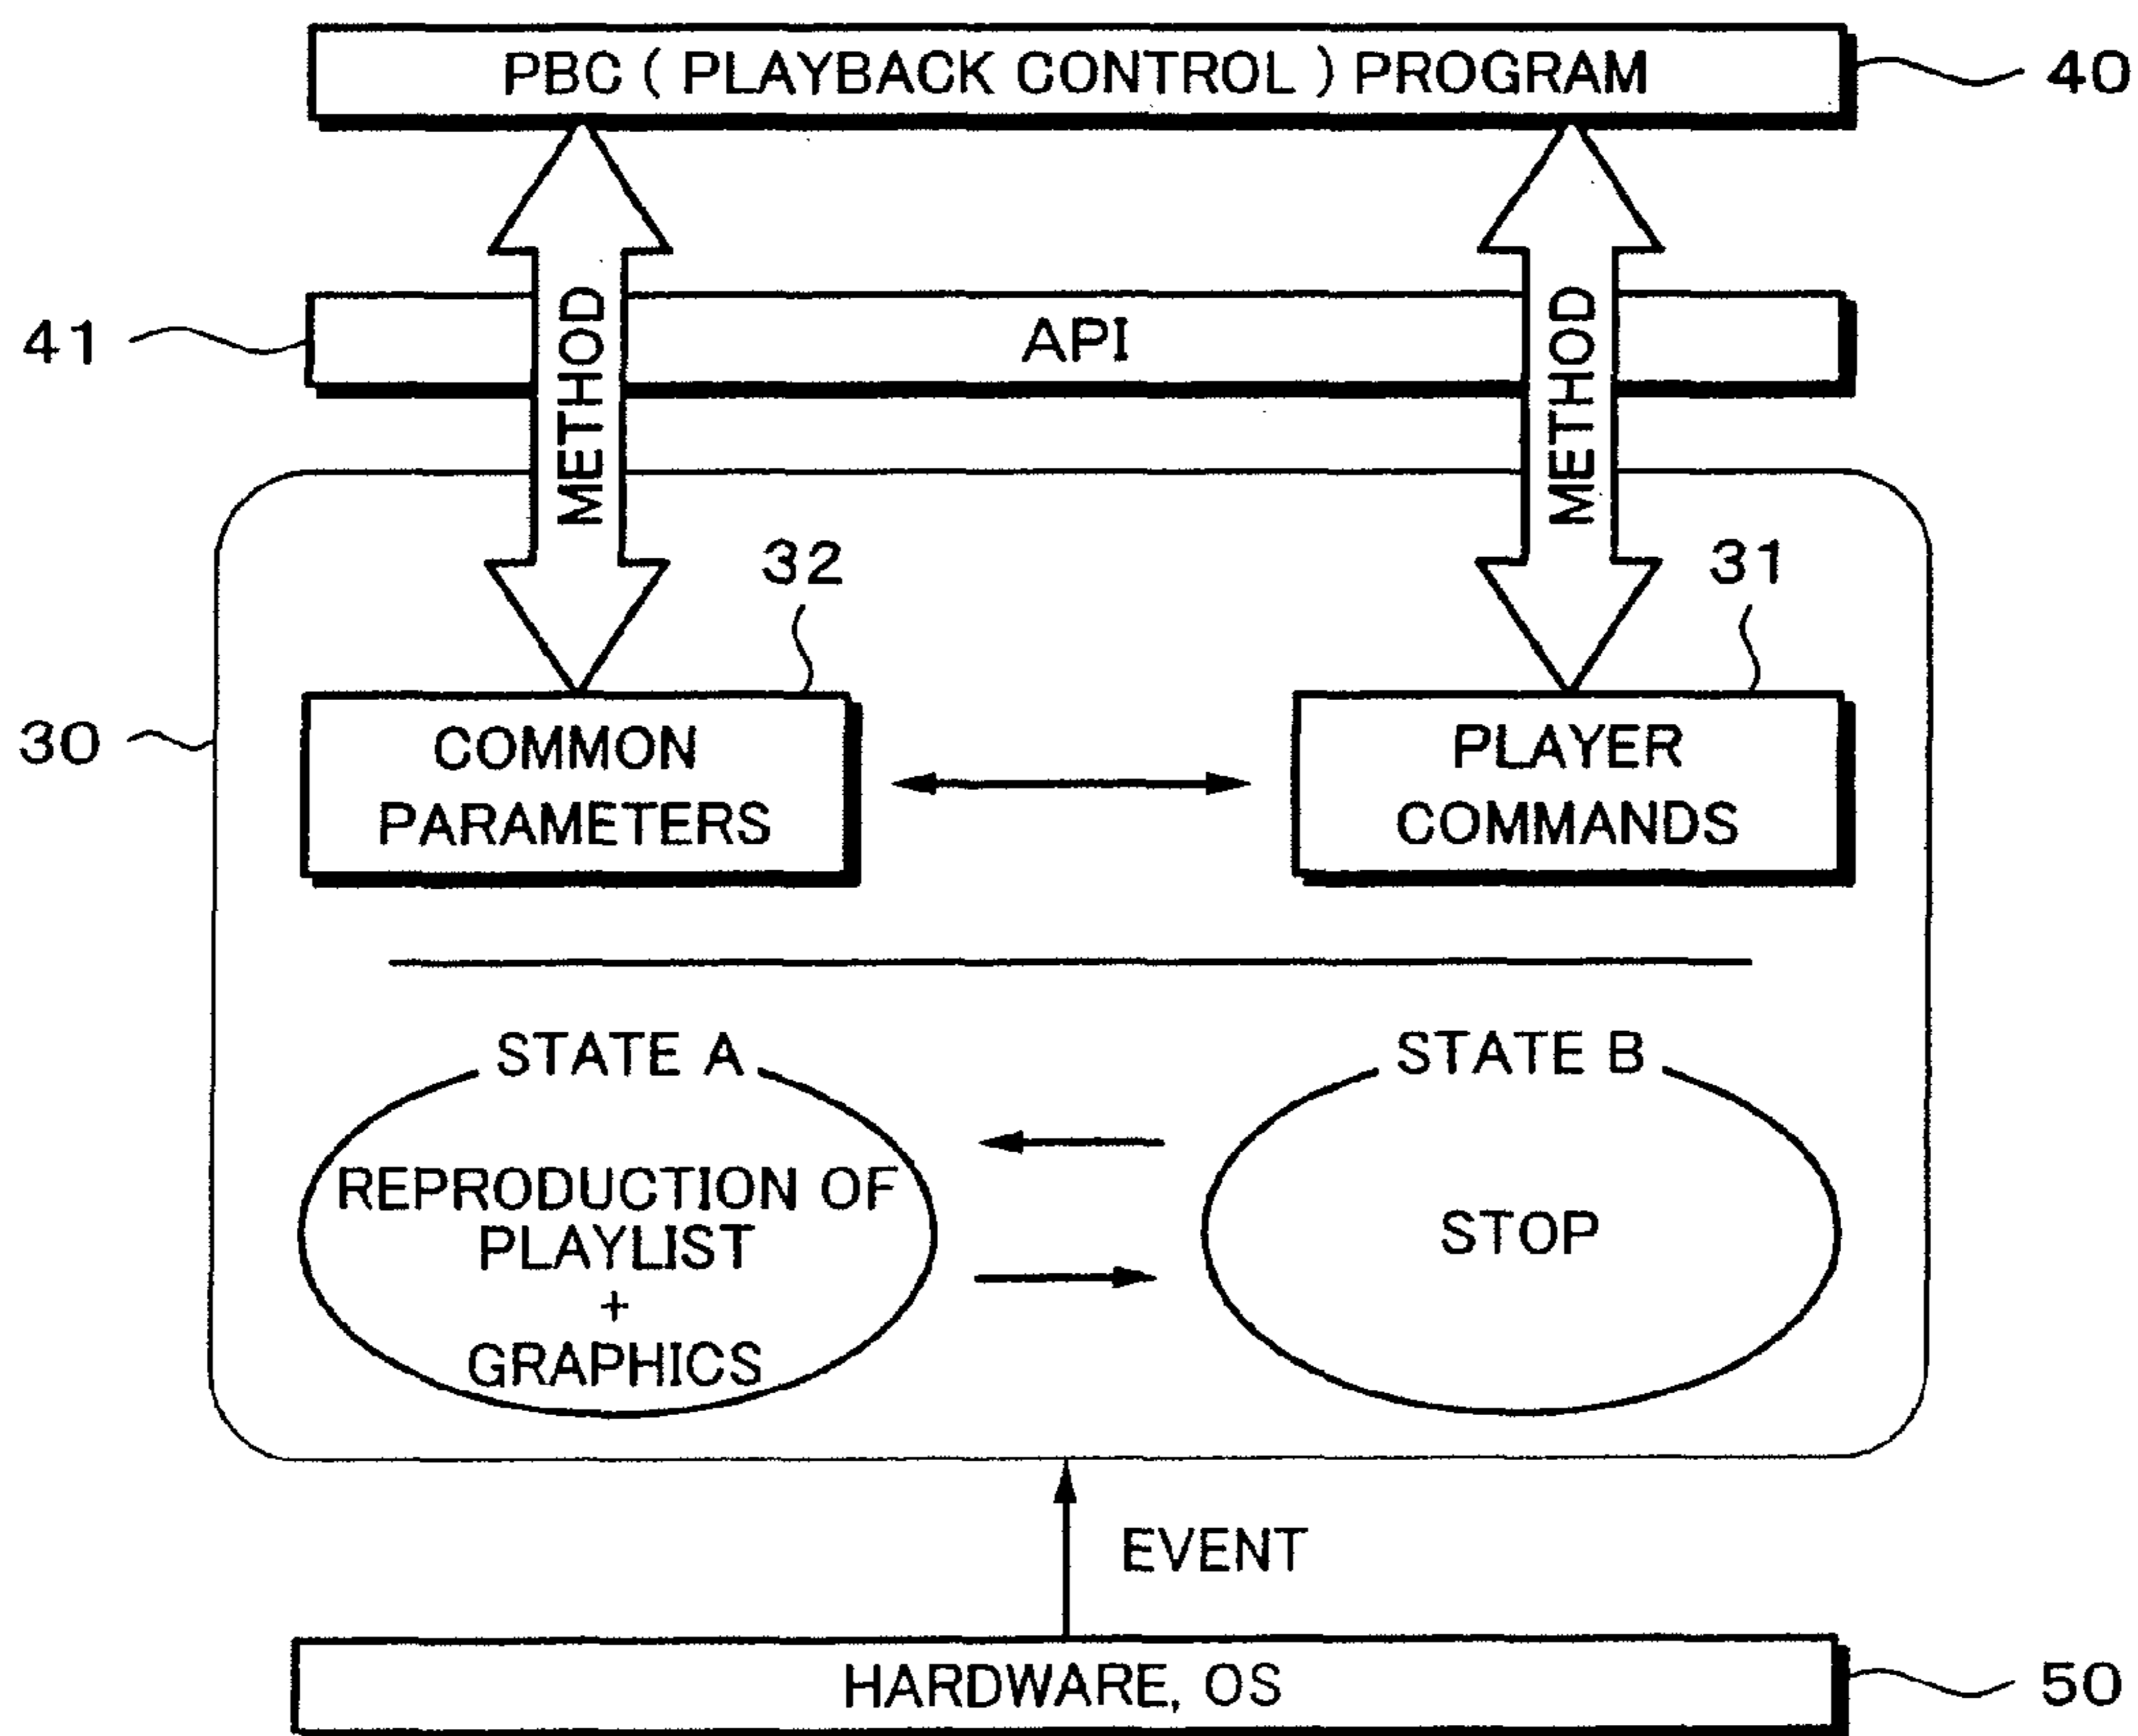 PBC ( PLAYBACK CONTROL ) PROGRAM
40
41
API
METHOD
METHOD
32
31
30
COMMON
PARAMETERS
PLAYER
COMMANDS
STATE A
STATE B
REPRODUCTION OF
PLAYLIST
+
GRAPHICS
STOP
EVENT
HARDWARE, OS
50